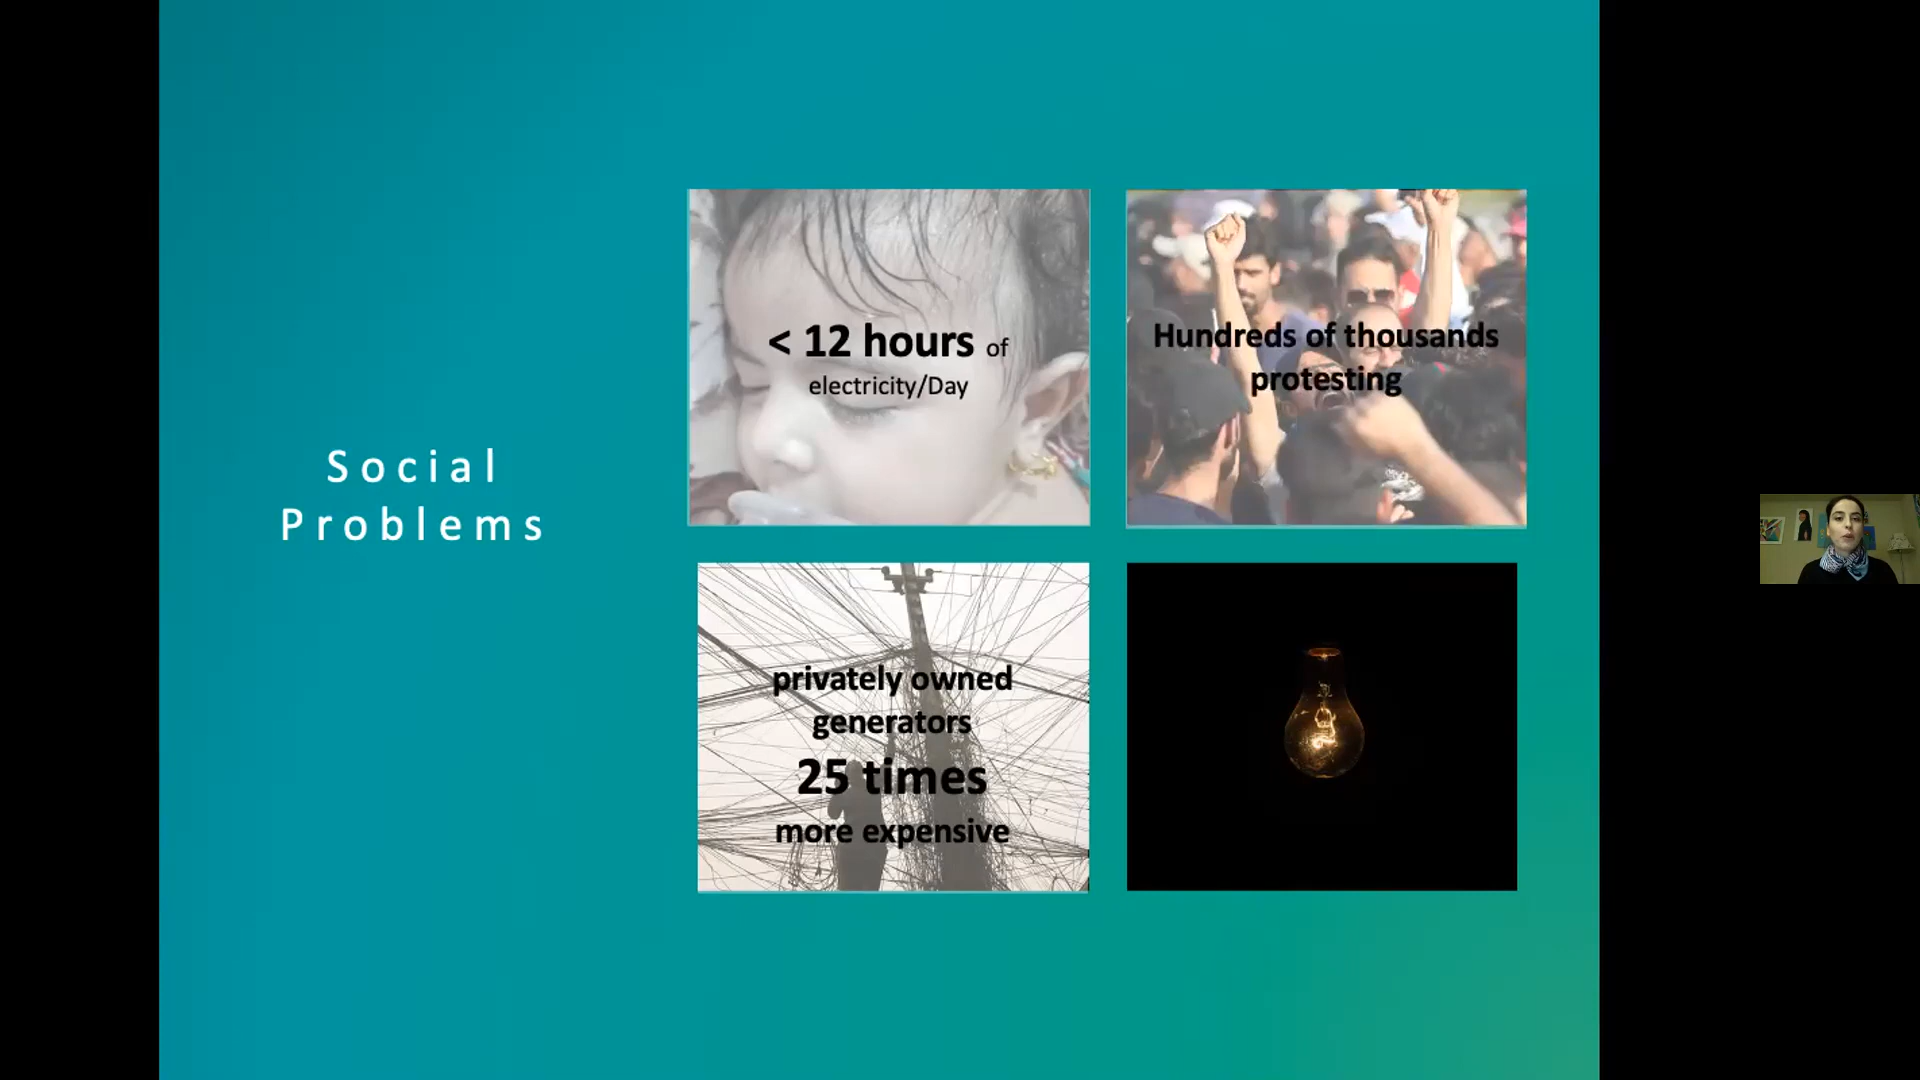 Social
Problems
< 12 hours of
electricity/Day
Hundreds of thousands
protesting
privately owned
generators
25 times
more expensive